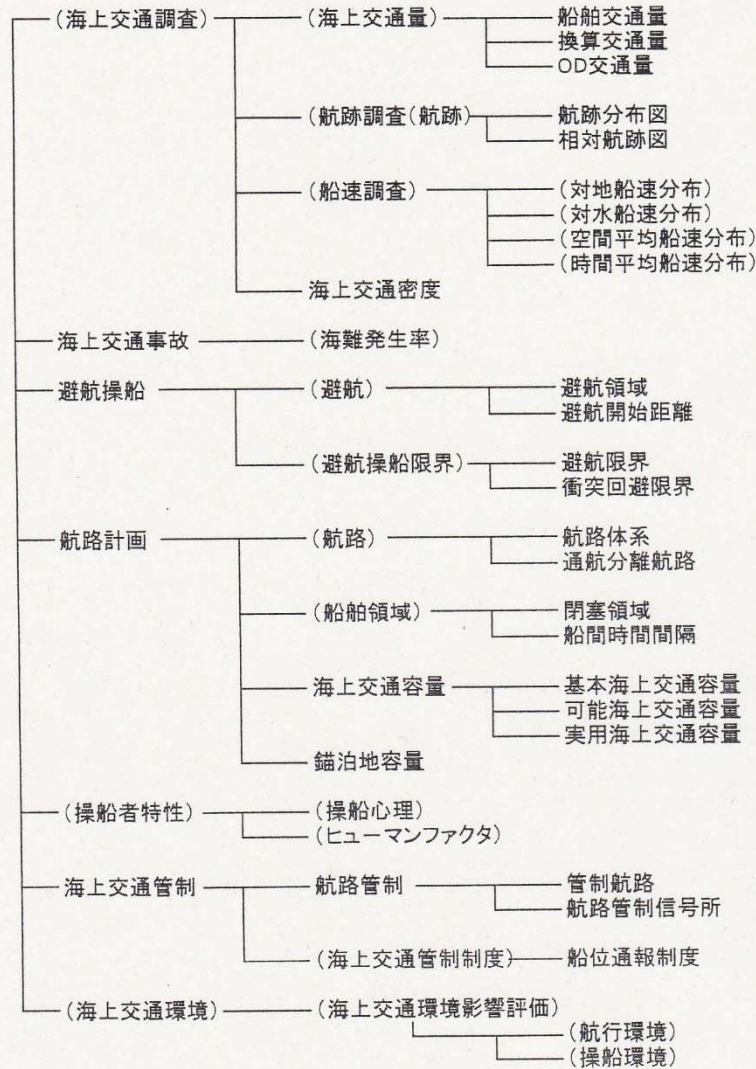 (海上交通調査) (海上交通量) 船舶交通量
換算交通量
OD交通量
(航跡調査(航跡) 航跡分布図
相対航跡図
(船速調査) (対地船速分布)
(対水船速分布)
(空間平均船速分布)
(時間平均船速分布)
海上交通密度
海上交通事故 (海難発生率)
避航操船 (避航) 避航領域
避航開始距離
(避航操船限界) 避航限界
衝突回避限界
航路計画 (航路) 航路体系
通航分離航路
(船舶領域) 閉塞領域
船間時間間隔
海上交通容量 基本海上交通容量
可能海上交通容量
実用海上交通容量
錨泊地容量
(操船者特性) (操船心理)
(ヒューマンファクタ)
海上交通管制 航路管制 管制航路
航路管制信号所
(海上交通管制制度) 船位通報制度
(海上交通環境) (海上交通環境影響評価)
(航行環境)
(操船環境)